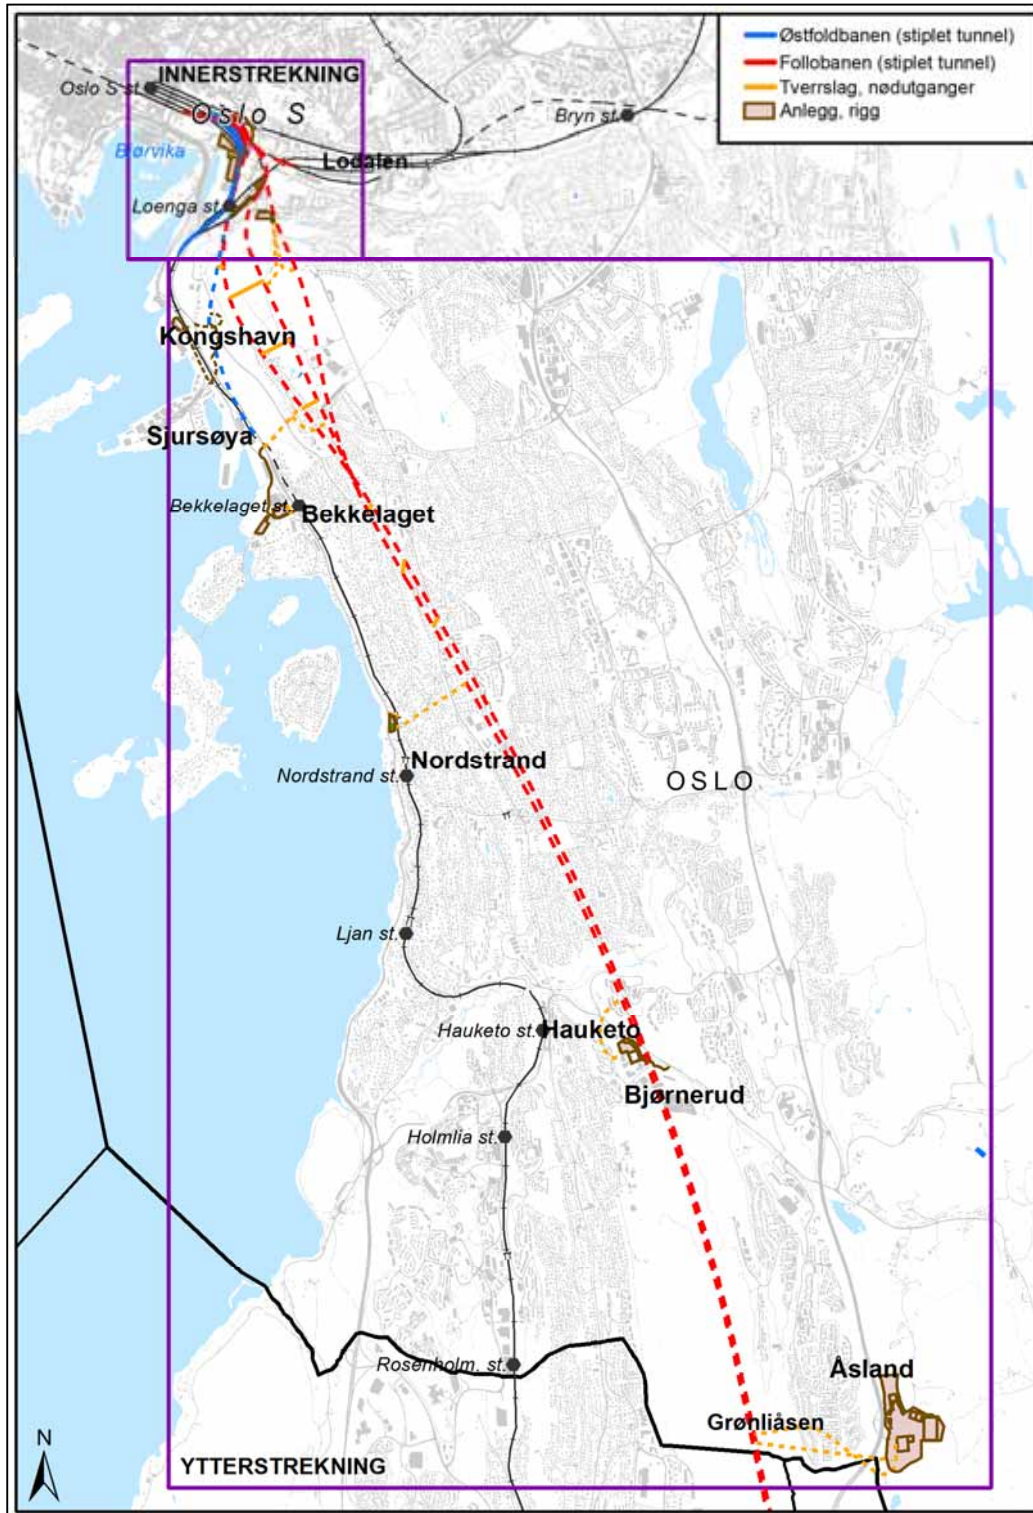 Østfoldbanen (stiplet tunnel)
Follobanen (stiplet tunnel)
Tverrslag, nødutganger
Anlegg, rigg
INNERSTREKNING
Oslo S st.
Oslo S
Bryn st.
Bjørvika
Lodalen
Loenga st.
Kongshavn
Sjursøya
Bekkelaget st.
Bekkelaget
Nordstrand
Nordstrand st.
OSLO
Ljan st.
Hauketo st.
Hauketo
Bjørnerud
Holmlia st.
Rosenholm. st.
Åsland
Grønliåsen
N
YTTERSTREKNING